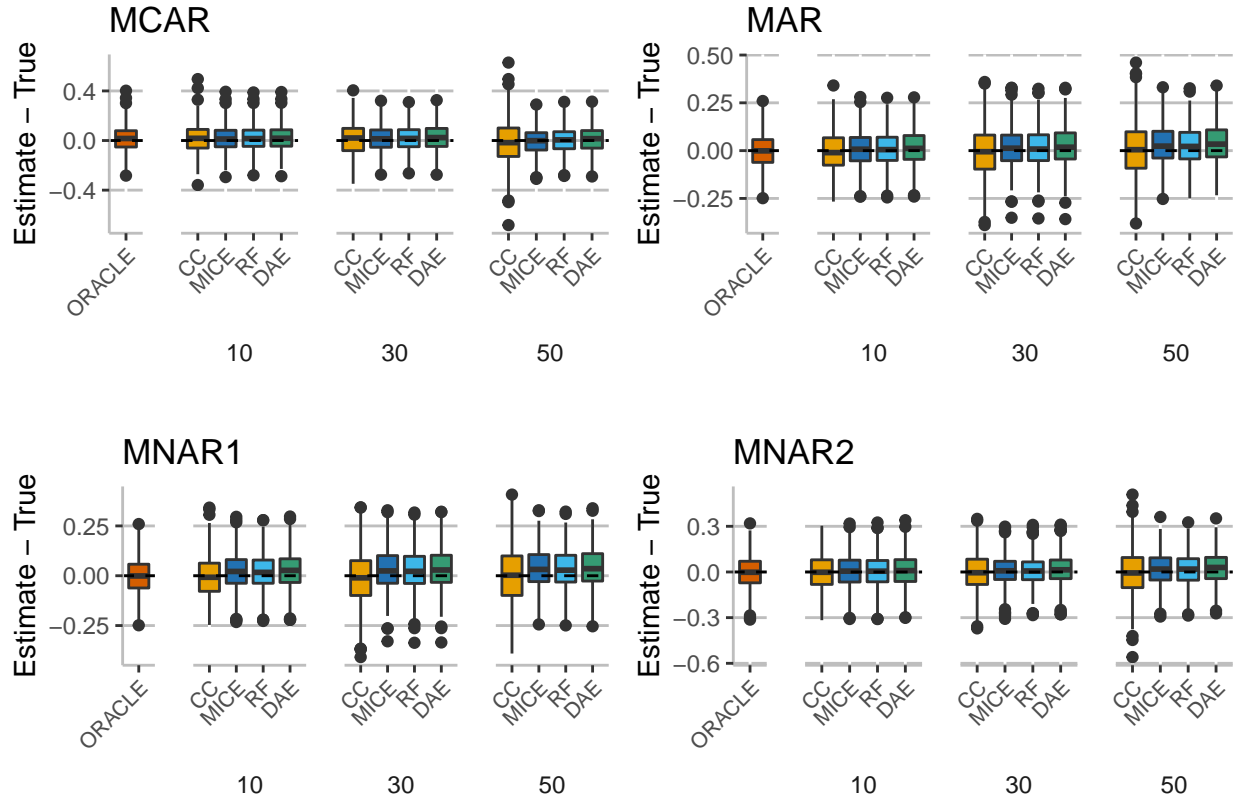 MCAR
MAR
Estimate − True
0.4
0.0
−0.4
ORACLE
CC
MICE
RF
DAE
CC
MICE
RF
DAE
CC
MICE
RF
DAE
10
30
50
Estimate − True
0.50
0.25
0.00
−0.25
ORACLE
CC
MICE
RF
DAE
CC
MICE
RF
DAE
CC
MICE
RF
DAE
10
30
50
MNAR1
MNAR2
Estimate − True
0.25
0.00
−0.25
ORACLE
CC
MICE
RF
DAE
CC
MICE
RF
DAE
CC
MICE
RF
DAE
10
30
50
Estimate − True
0.3
0.0
−0.3
−0.6
ORACLE
CC
MICE
RF
DAE
CC
MICE
RF
DAE
CC
MICE
RF
DAE
10
30
50